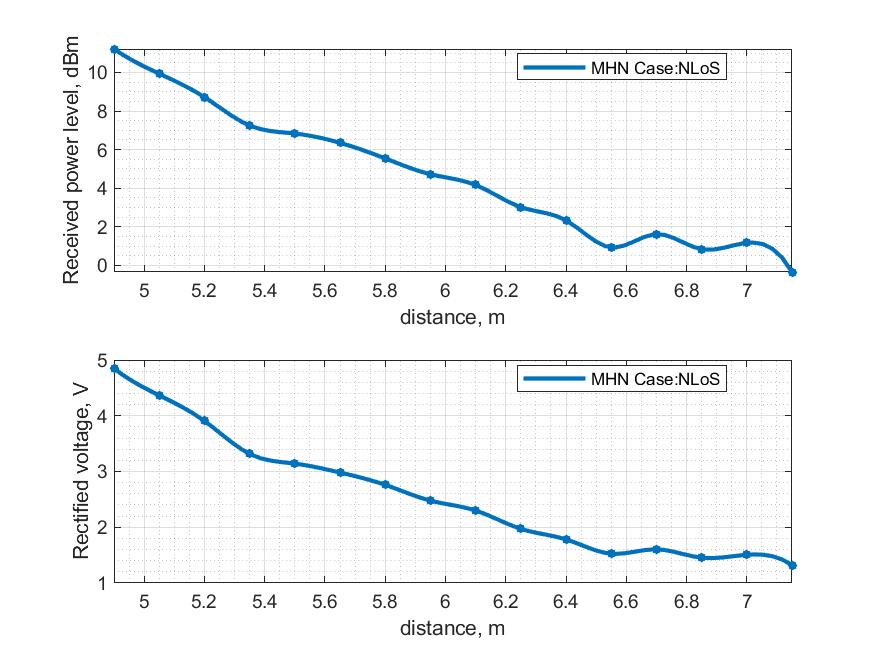 Received power level, dBm
10
8
6
4
2
0
MHN Case:NLoS
5 5.2 5.4 5.6 5.8 6 6.2 6.4 6.6 6.8 7
distance, m
Rectified voltage, V
5
4
3
2
1
MHN Case:NLoS
5 5.2 5.4 5.6 5.8 6 6.2 6.4 6.6 6.8 7
distance, m